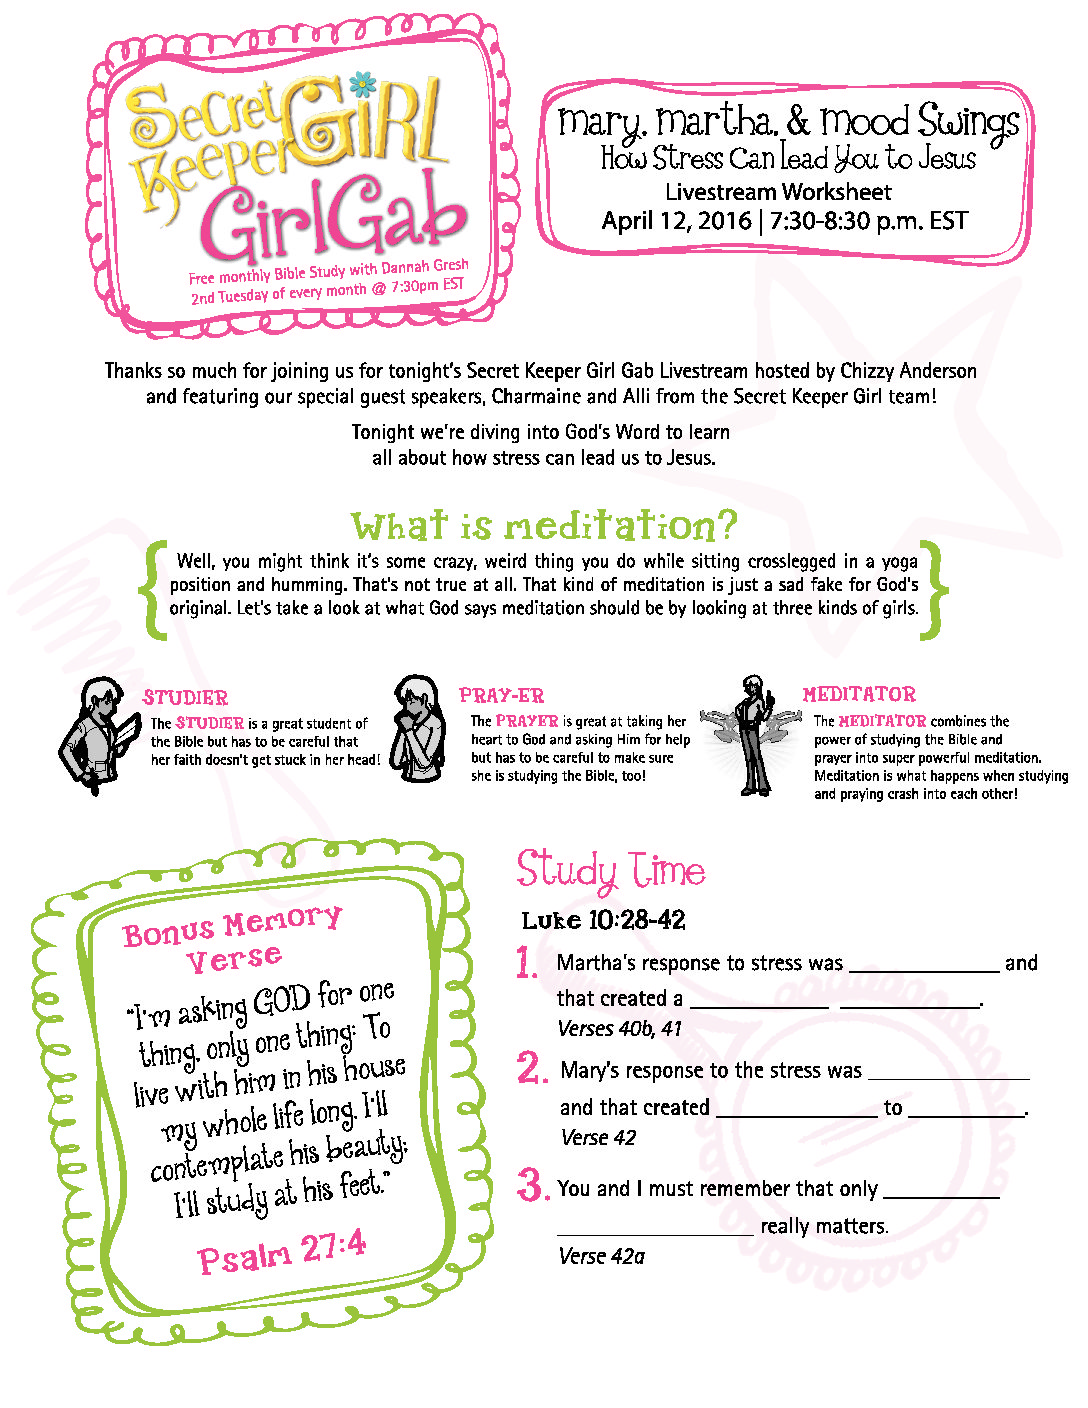 Secret
Keeper GiRL
GirlGab
Free monthly Bible Study with Dannah Gresh
2nd Tuesday of every month @ 7:30pm EST
Mary, Martha, & Mood Swings
How Stress Can Lead You to Jesus
Livestream Worksheet
April 12, 2016 | 7:30-8:30 p.m. EST
Thanks so much for joining us for tonight's Secret Keeper Girl Gab Livestream hosted by Chizzy Anderson
and featuring our special guest speakers, Charmaine and Alli from the Secret Keeper Girl team!
Tonight we're diving into God's Word to learn
all about how stress can lead us to Jesus.
What is meditation?
Well, you might think it's some crazy, weird thing you do while sitting crosslegged in a yoga
position and humming. That's not true at all. That kind of meditation is just a sad fake for God's
original. Let's take a look at what God says meditation should be by looking at three kinds of girls.
STUDIER
The STUDIER is a great student of
the Bible but has to be careful that
her faith doesn't get stuck in her head!
PRAY-ER
The PRAYER is great at taking her
heart to God and asking Him for help
but has to be careful to make sure
she is studying the Bible, too!
MEDITATOR
The MEDITATOR combines the
power of studying the Bible and
prayer into super powerful meditation.
Meditation is what happens when studying
and praying crash into each other!
Bonus Memory
Verse
"I'm asking GOD for one
thing, only one thing: To
live with him in his house
my whole life long. I'll
contemplate his beauty;
I'll study at his feet."
Psalm 27:4
Study Time
Luke 10:28-42
1. Martha's response to stress was ______________ and
that created a _____________ _____________.
Verses 40b, 41
2. Mary's response to the stress was _______________
and that created _______________ to ___________.
Verse 42
3. You and I must remember that only ___________
__________________ really matters.
Verse 42a